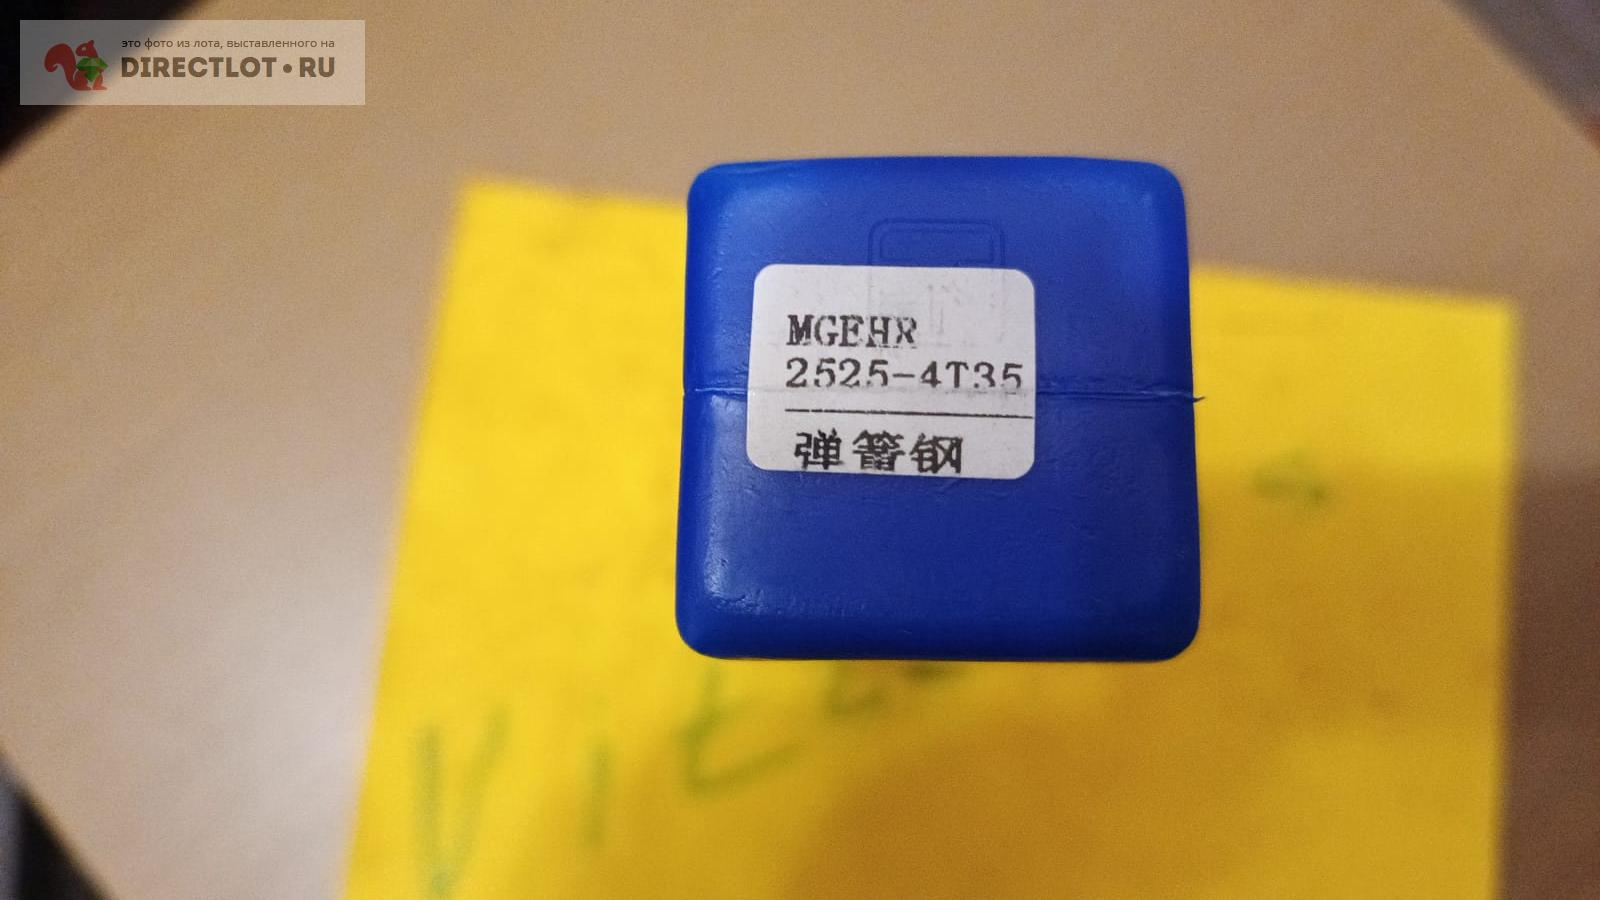 это фото из лота, выставленного на
DIRECTLOT•RU
MGEHR
2525-4T35
弹簧钢